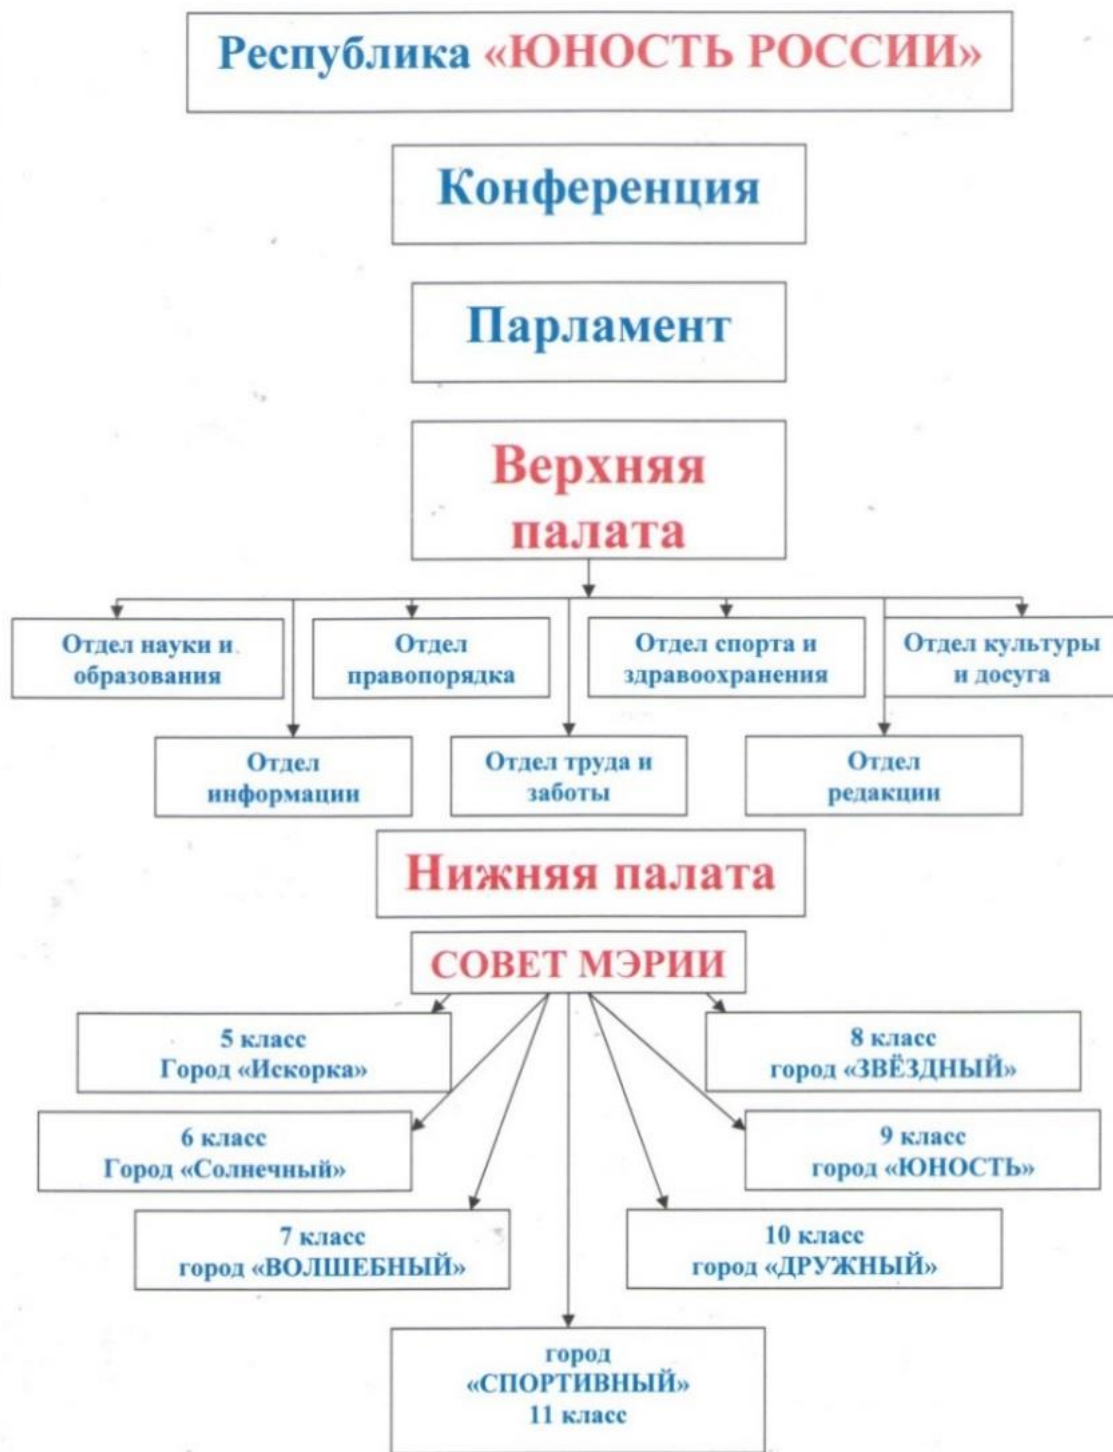 Республика «ЮНОСТЬ РОССИИ»
Конференция
Парламент
Верхняя
палата
Отдел науки и
образования
Отдел
правопорядка
Отдел спорта и
здравоохранения
Отдел культуры
и досуга
Отдел
информации
Отдел труда и
заботы
Отдел
редакции
Нижняя палата
СОВЕТ МЭРИИ
5 класс
Город «Искорка»
8 класс
город «ЗВЁЗДНЫЙ»
6 класс
Город «Солнечный»
9 класс
город «ЮНОСТЬ»
7 класс
город «ВОЛШЕБНЫЙ»
10 класс
город «ДРУЖНЫЙ»
город
«СПОРТИВНЫЙ»
11 класс